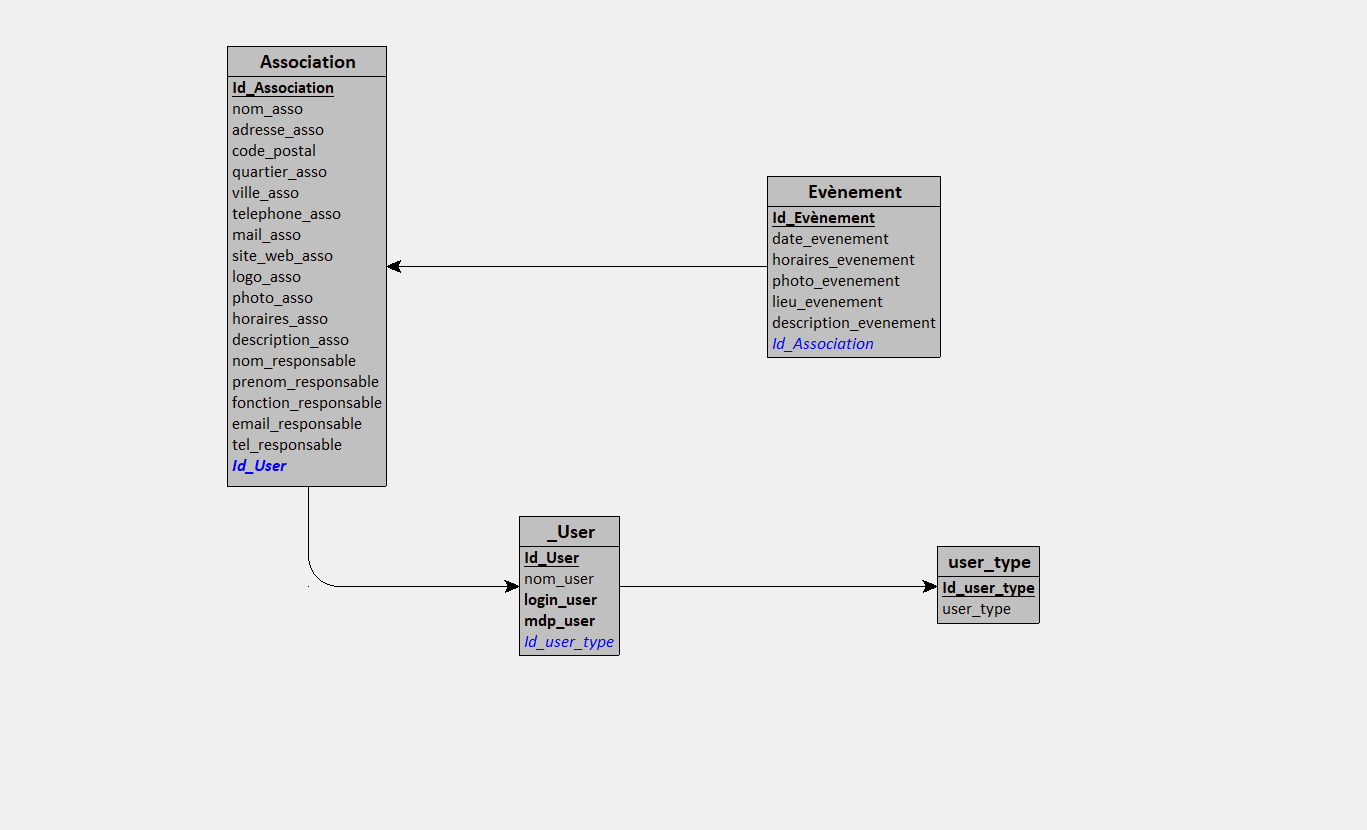 Association
Id_Association
nom_asso
adresse_asso
code_postal
quartier_asso
ville_asso
telephone_asso
mail_asso
site_web_asso
logo_asso
photo_asso
horaires_asso
description_asso
nom_responsable
prenom_responsable
fonction_responsable
email_responsable
tel_responsable
Id_User
Evènement
Id_Evènement
date_evenement
horaires_evenement
photo_evenement
lieu_evenement
description_evenement
Id_Association
_User
Id_User
nom_user
login_user
mdp_user
Id_user_type
user_type
Id_user_type
user_type